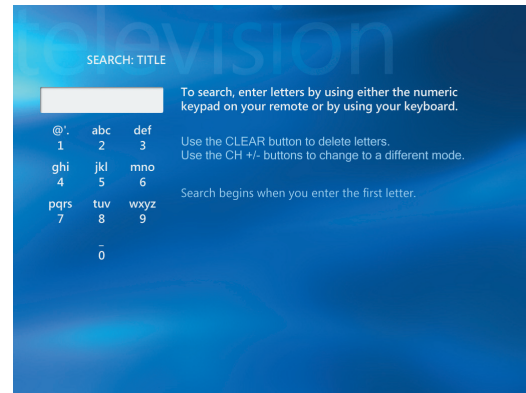 television
SEARCH: TITLE
To search, enter letters by using either the numeric
keypad on your remote or by using your keyboard.
@'. abc def
1 2 3
Use the CLEAR button to delete letters.
Use the CH +/- buttons to change to a different mode.
ghi jkl mno
4 5 6
Search begins when you enter the first letter.
pqrs tuv wxyz
7 8 9
_
0